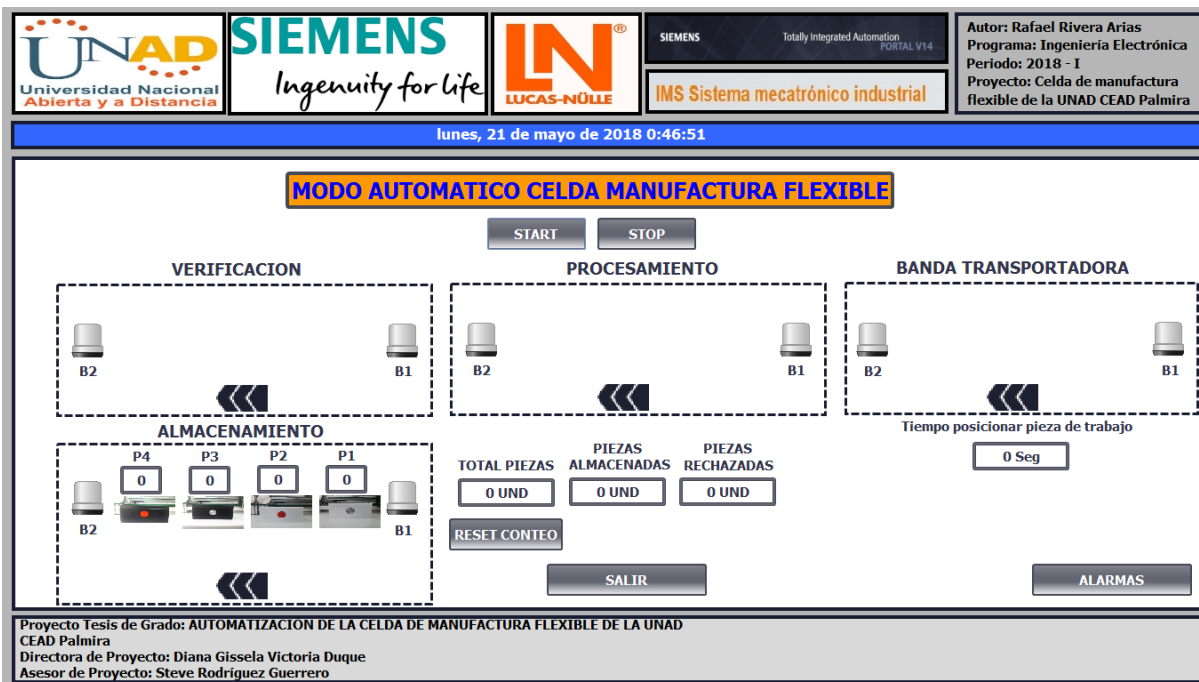 UNAD
Universidad Nacional
Abierta y a Distancia
SIEMENS
Ingenuity for life
LN®
LUCAS-NÜLLE
SIEMENS
Totally Integrated Automation
PORTAL V14
IMS Sistema mecatrónico industrial
Autor: Rafael Rivera Arias
Programa: Ingeniería Electrónica
Periodo: 2018 - I
Proyecto: Celda de manufactura
flexible de la UNAD CEAD Palmira
lunes, 21 de mayo de 2018 0:46:51
MODO AUTOMATICO CELDA MANUFACTURA FLEXIBLE
START
STOP
VERIFICACION
B2
B1
PROCESAMIENTO
B2
B1
BANDA TRANSPORTADORA
B2
B1
Tiempo posicionar pieza de trabajo
0 Seg
ALMACENAMIENTO
P4
P3
P2
P1
0
0
0
0
B2
B1
TOTAL PIEZAS
PIEZAS
ALMACENADAS
PIEZAS
RECHAZADAS
0 UND
0 UND
0 UND
RESET CONTEO
SALIR
ALARMAS
Proyecto Tesis de Grado: AUTOMATIZACION DE LA CELDA DE MANUFACTURA FLEXIBLE DE LA UNAD
CEAD Palmira
Directora de Proyecto: Diana Gissela Victoria Duque
Asesor de Proyecto: Steve Rodríguez Guerrero